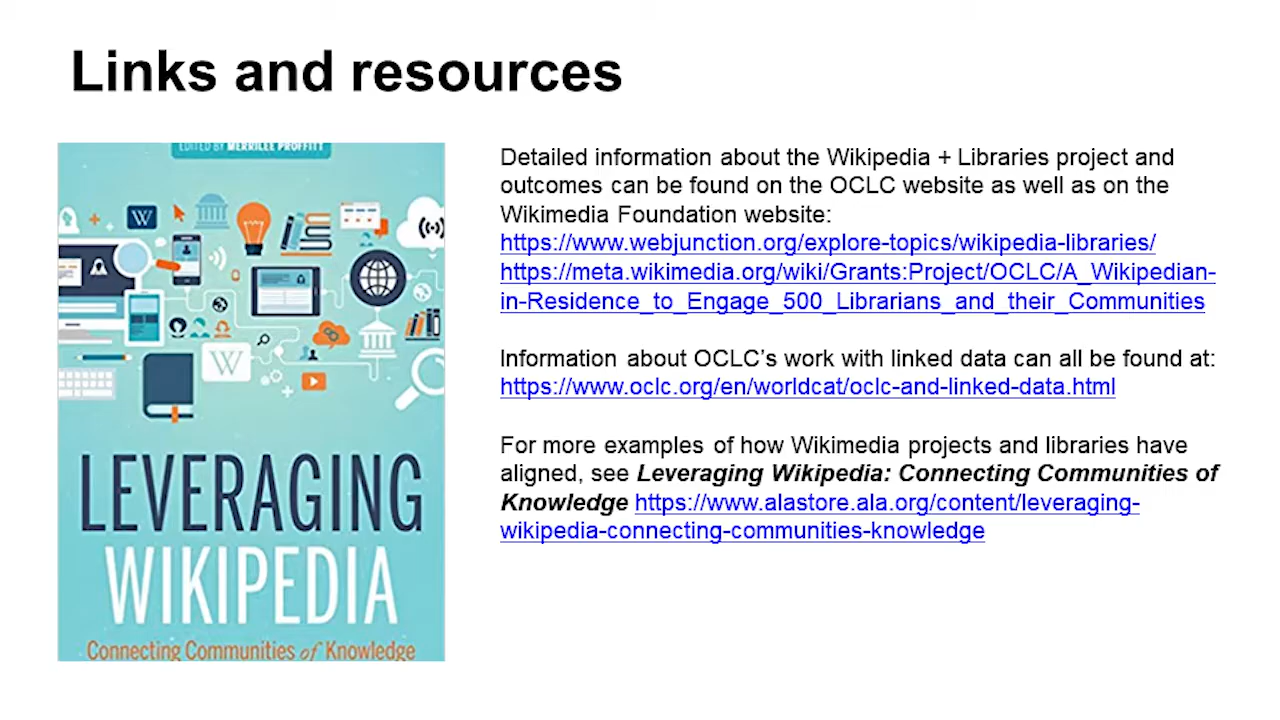 Links and resources
EDITED BY MERRILEE PROFFITT
W
W
LEVERAGING
WIKIPEDIA
Connecting Communities of Knowledge
Detailed information about the Wikipedia + Libraries project and
outcomes can be found on the OCLC website as well as on the
Wikimedia Foundation website:
https://www.webjunction.org/explore-topics/wikipedia-libraries/
https://meta.wikimedia.org/wiki/Grants:Project/OCLC/A_Wikipedian-
in-Residence_to_Engage_500_Librarians_and_their_Communities
Information about OCLC’s work with linked data can all be found at:
https://www.oclc.org/en/worldcat/oclc-and-linked-data.html
For more examples of how Wikimedia projects and libraries have
aligned, see Leveraging Wikipedia: Connecting Communities of
Knowledge https://www.alastore.ala.org/content/leveraging-
wikipedia-connecting-communities-knowledge